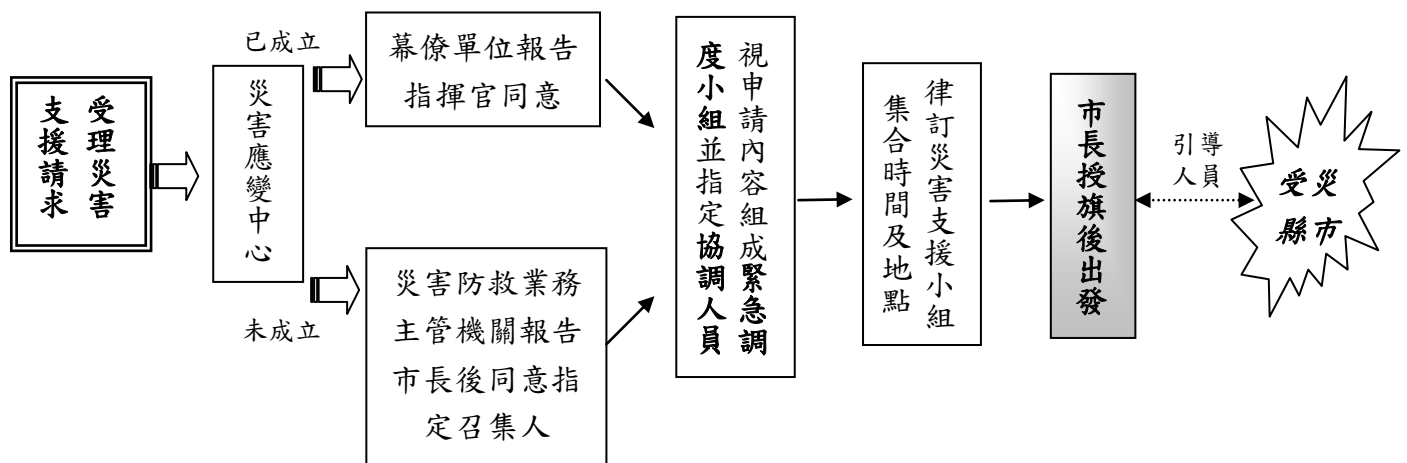 受理災害
支援請求
災害應變中心
已成立
幕僚單位報告
指揮官同意
未成立
災害防救業務
主管機關報告
市長後同意指
定召集人
視申請內容組成緊急調
度小組並指定協調人員
律訂災害支援小組
集合時間及地點
市長授旗後出發
引導
人員
受災
縣市